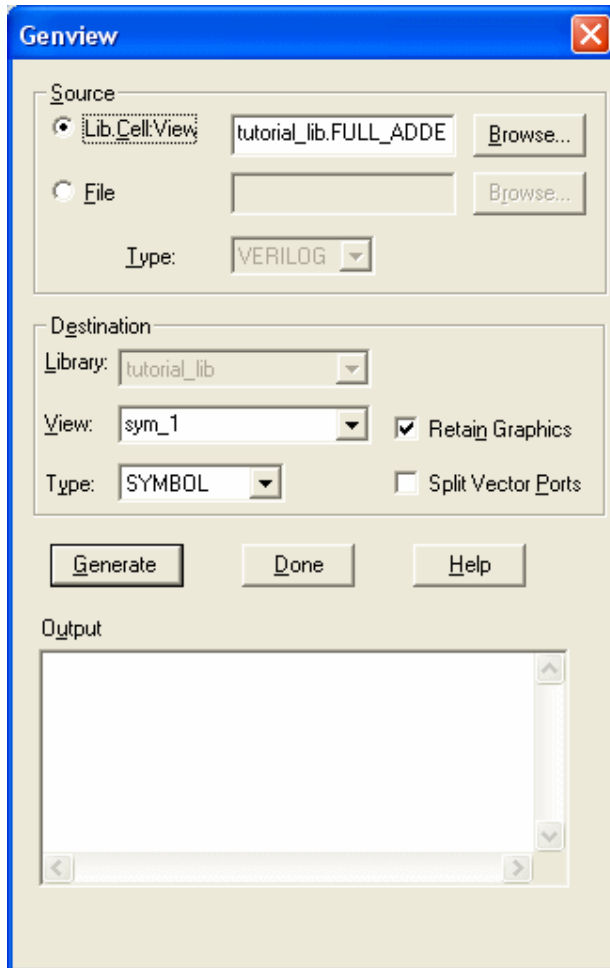 Genview
Source
Lib.Cell:View tutorial_lib.FULL_ADDE Browse...
File Browse...
Type: VERILOG
Destination
Library: tutorial_lib
View: sym_1 Retain Graphics
Type: SYMBOL Split Vector Ports
Generate Done Help
Output